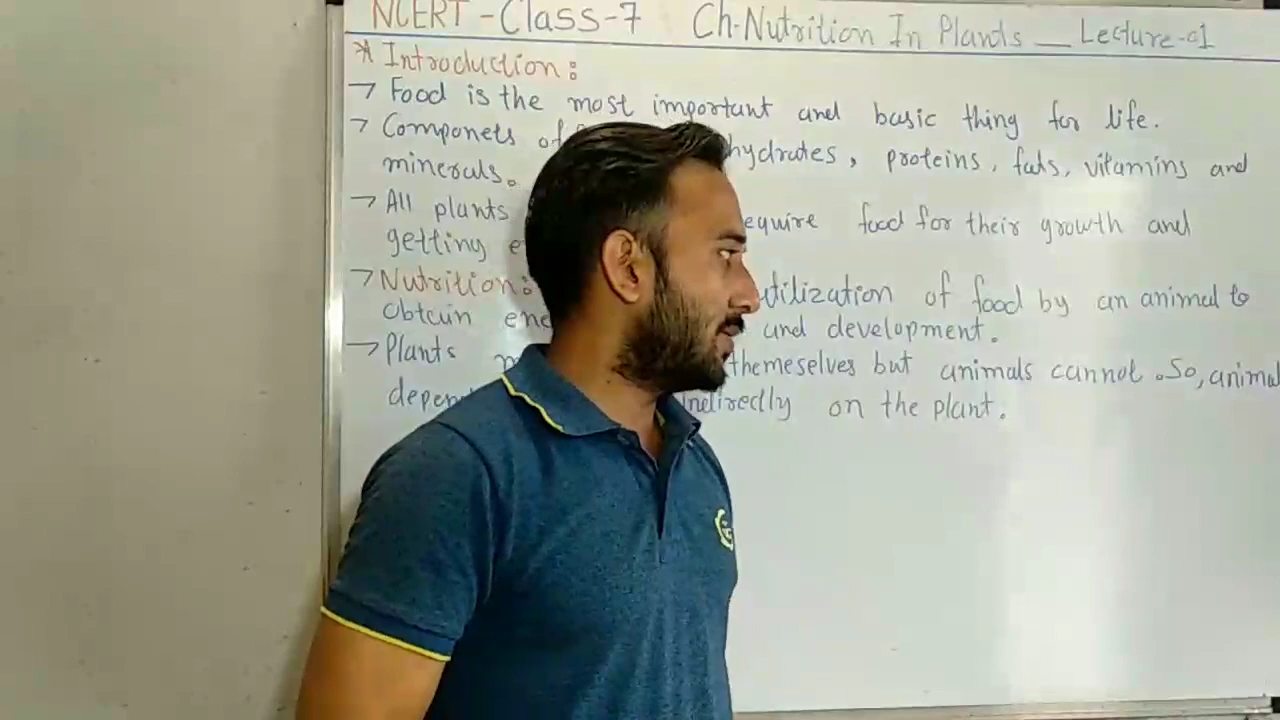 NCERT - Class-7 Ch-Nutrition In Plants — Lecture-01
* Introduction:
→ Food is the most important and basic thing for life.
→ Componets of hydrates, proteins, fats, vitamins and
minerals.
→ All plants equire food for their growth and
getting
→ Nutrition: utilization of food by an animal to
obtain and development.
→ Plants themeselves but animals cannot. So, animal
indirectly on the plant.